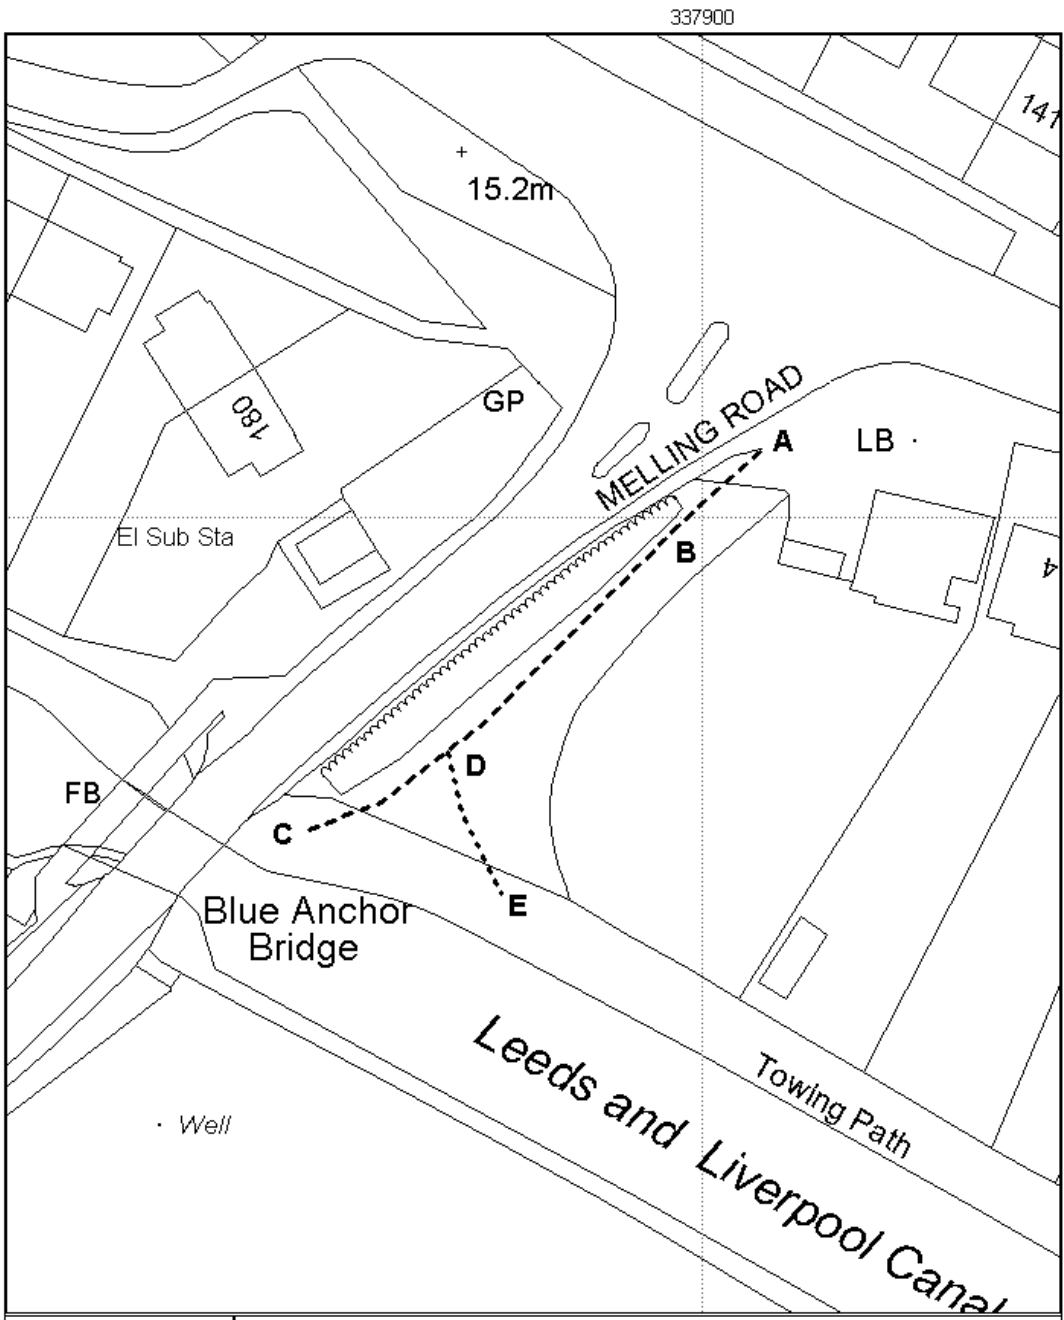 337900
141
15.2m
MELLING ROAD
GP
180
A
LB
El Sub Sta
B
4
D
FB
C
E
Blue Anchor
Bridge
Leeds and Liverpool Canal
Towing Path
Well